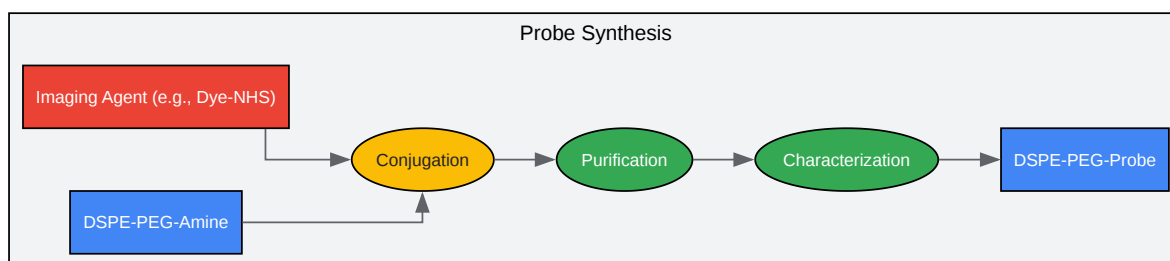 Probe Synthesis
Imaging Agent (e.g., Dye-NHS)
Conjugation
Purification
Characterization
DSPE-PEG-Probe
DSPE-PEG-Amine